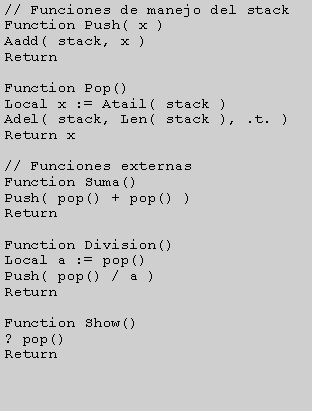 // Funciones de manejo del stack
Function Push( x )
Aadd( stack, x )
Return
Function Pop()
Local x := Atail( stack )
Adel( stack, Len( stack ), .t. )
Return x
// Funciones externas
Function Suma()
Push( pop() + pop() )
Return
Function Division()
Local a := pop()
Push( pop() / a )
Return
Function Show()
? pop()
Return